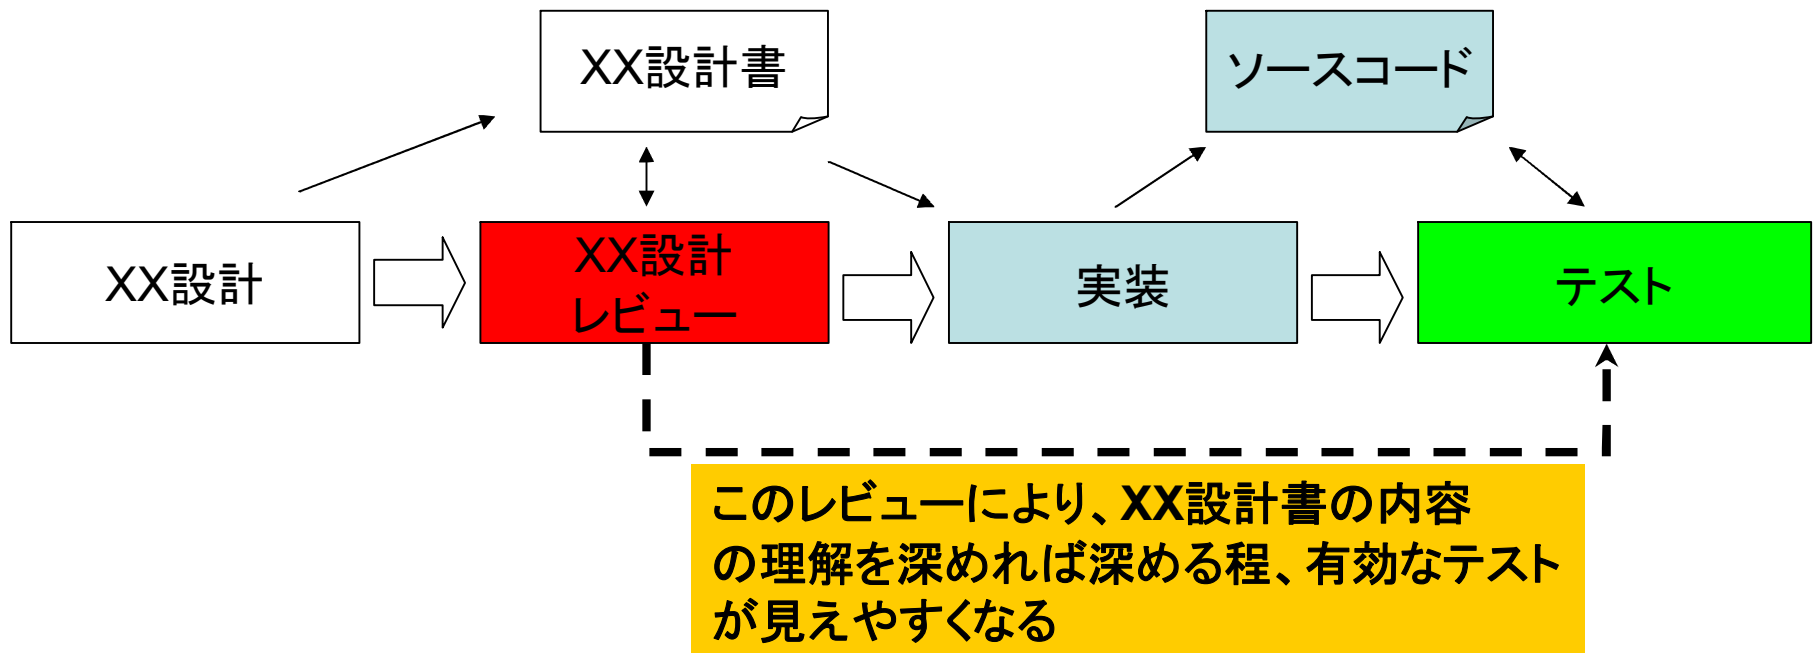 XX設計書
ソースコード
XX設計
XX設計
レビュー
実装
テスト
このレビューにより、XX設計書の内容
の理解を深めれば深める程、有効なテスト
が見えやすくなる